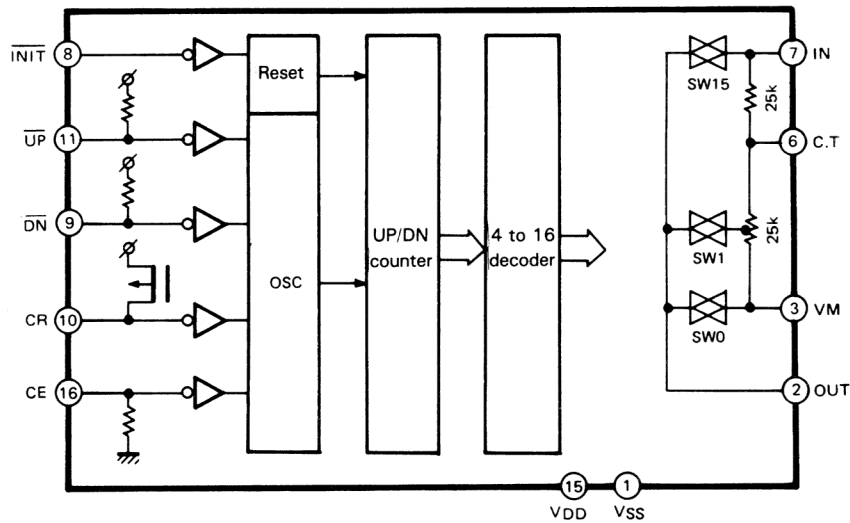 INIT 8
UP 11
DN 9
CR 10
CE 16
Reset
OSC
UP/DN
counter
4 to 16
decoder
SW15
25k
SW1
25k
SW0
7 IN
6 C.T
3 VM
2 OUT
15
VDD
1
VSS